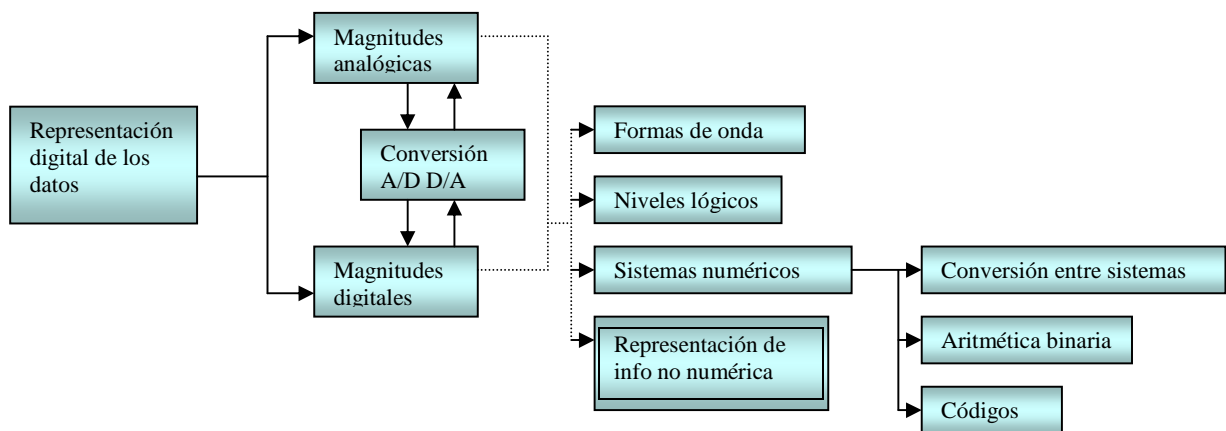 Representación
digital de los
datos
Magnitudes
analógicas
Conversión
A/D D/A
Magnitudes
digitales
Formas de onda
Niveles lógicos
Sistemas numéricos
Representación de
info no numérica
Conversión entre sistemas
Aritmética binaria
Códigos